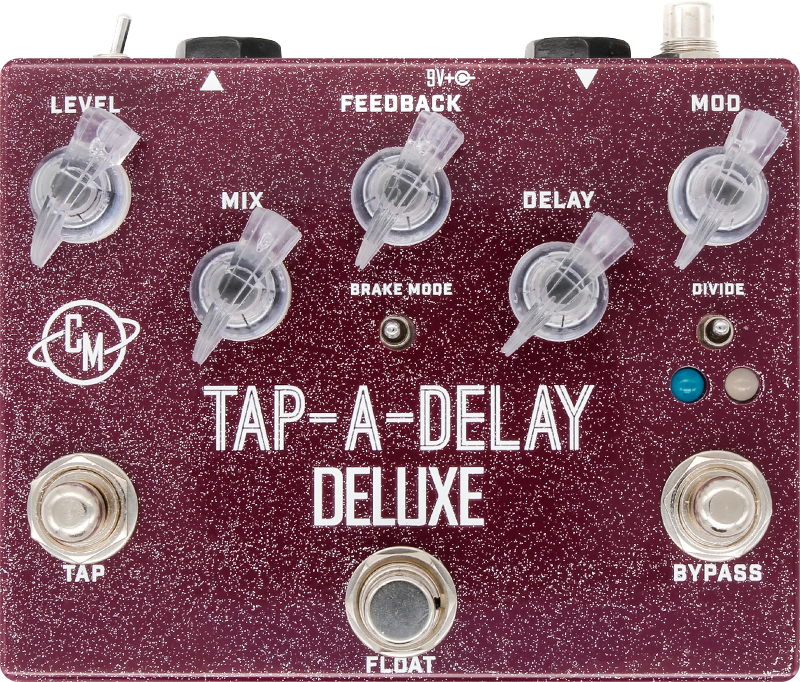 9V+
LEVEL
FEEDBACK
MOD
MIX
DELAY
BRAKE MODE
DIVIDE
CM
TAP-A-DELAY
DELUXE
TAP
BYPASS
FLOAT